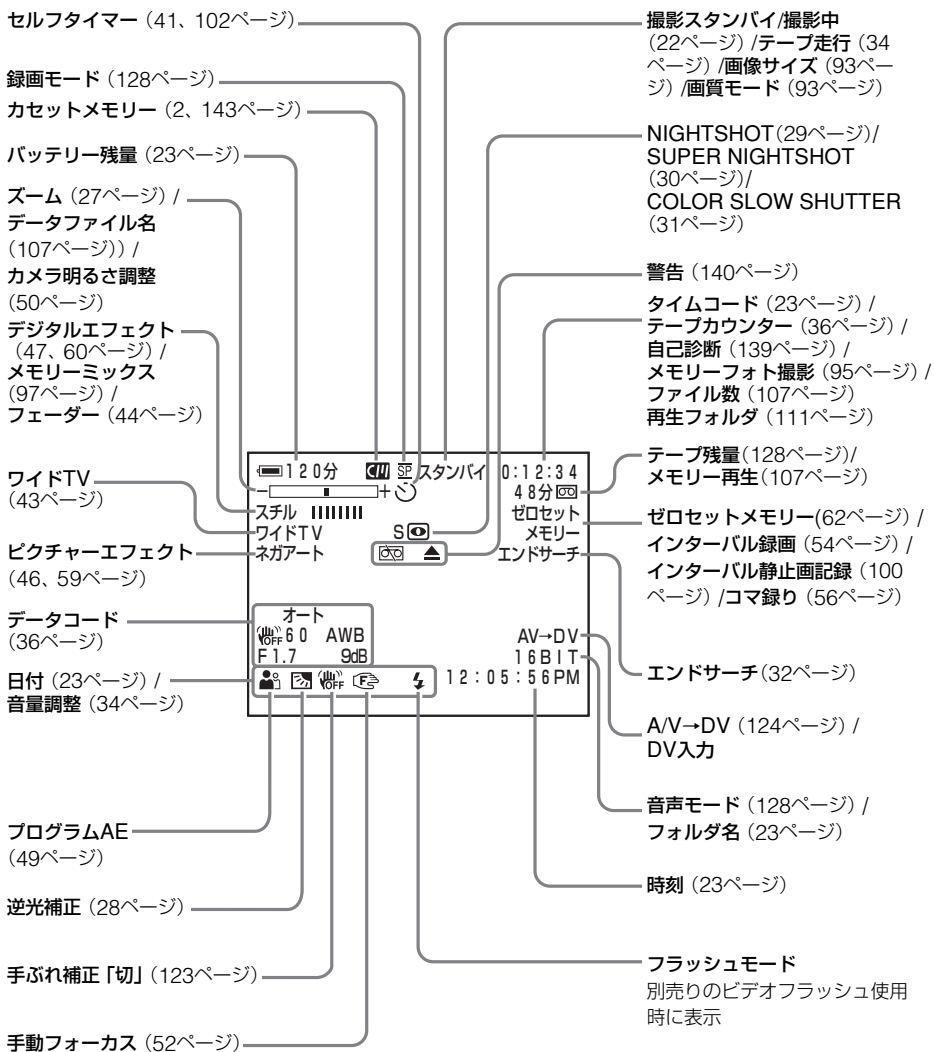 セルフタイマー（41、102ページ）
録画モード（128ページ）
カセットメモリー（2、143ページ）
バッテリー残量（23ページ）
ズーム（27ページ）/
データファイル名
（107ページ））/
カメラ明るさ調整
（50ページ）
デジタルエフェクト
（47、60ページ）/
メモリーミックス
（97ページ）/
フェーダー（44ページ）
ワイドTV
（43ページ）
ピクチャーエフェクト
（46、59ページ）
データコード
（36ページ）
日付（23ページ）/
音量調整（34ページ）
プログラムAE
（49ページ）
逆光補正（28ページ）
手ぶれ補正「切」（123ページ）
手動フォーカス（52ページ）
120分 SP スタンバイ 0:12:34
− + 48分
スチル ゼロセット
ワイドTV S メモリー
ネガアート エンドサーチ
オート
OFF 60 AWB AV→DV
F1.7 9dB 16BIT
OFF F 12:05:56PM
撮影スタンバイ/撮影中
（22ページ）/テープ走行（34
ページ）/画像サイズ（93ペー
ジ）/画質モード（93ページ）
NIGHTSHOT（29ページ）/
SUPER NIGHTSHOT
（30ページ）/
COLOR SLOW SHUTTER
（31ページ）
警告（140ページ）
タイムコード（23ページ）/
テープカウンター（36ページ）/
自己診断（139ページ）/
メモリーフォト撮影（95ページ）/
ファイル数（107ページ）
再生フォルダ（111ページ）
テープ残量（128ページ）/
メモリー再生（107ページ）
ゼロセットメモリー(62ページ）/
インターバル録画（54ページ）/
インターバル静止画記録（100
ページ）/コマ録り（56ページ）
エンドサーチ（32ページ）
A/V→DV（124ページ）/
DV入力
音声モード（128ページ）/
フォルダ名（23ページ）
時刻（23ページ）
フラッシュモード
別売りのビデオフラッシュ使用
時に表示